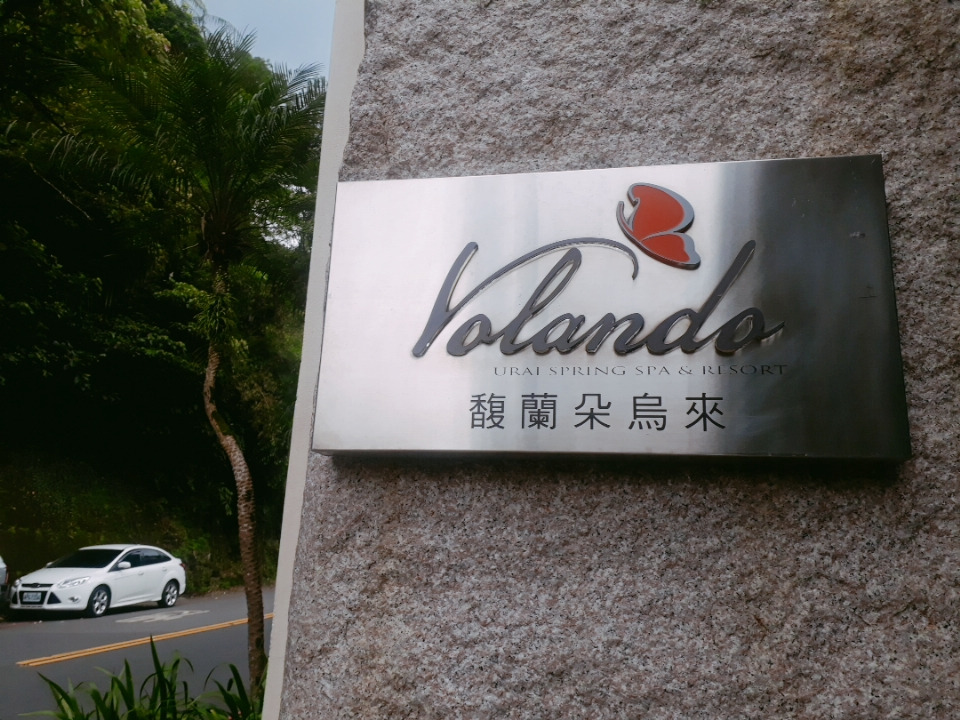 Volando
URAI SPRING SPA & RESORT
馥蘭朵烏來